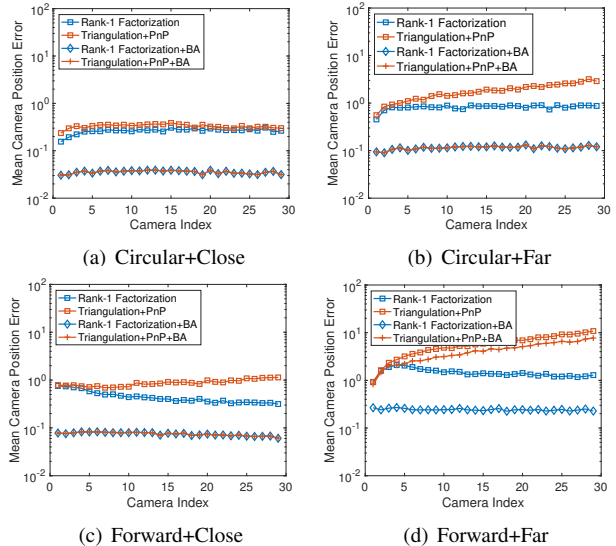 Mean Camera Position Error
10^1
10^0
10^-1
10^-2
Rank-1 Factorization
Triangulation+PnP
Rank-1 Factorization+BA
Triangulation+PnP+BA
0 5 10 15 20 25 30
Camera Index
(a) Circular+Close
Mean Camera Position Error
10^2
10^1
10^0
10^-1
10^-2
Rank-1 Factorization
Triangulation+PnP
Rank-1 Factorization+BA
Triangulation+PnP+BA
0 5 10 15 20 25 30
Camera Index
(b) Circular+Far
Mean Camera Position Error
10^2
10^1
10^0
10^-1
10^-2
Rank-1 Factorization
Triangulation+PnP
Rank-1 Factorization+BA
Triangulation+PnP+BA
0 5 10 15 20 25 30
Camera Index
(c) Forward+Close
Mean Camera Position Error
10^2
10^1
10^0
10^-1
10^-2
Rank-1 Factorization
Triangulation+PnP
Rank-1 Factorization+BA
Triangulation+PnP+BA
0 5 10 15 20 25 30
Camera Index
(d) Forward+Far